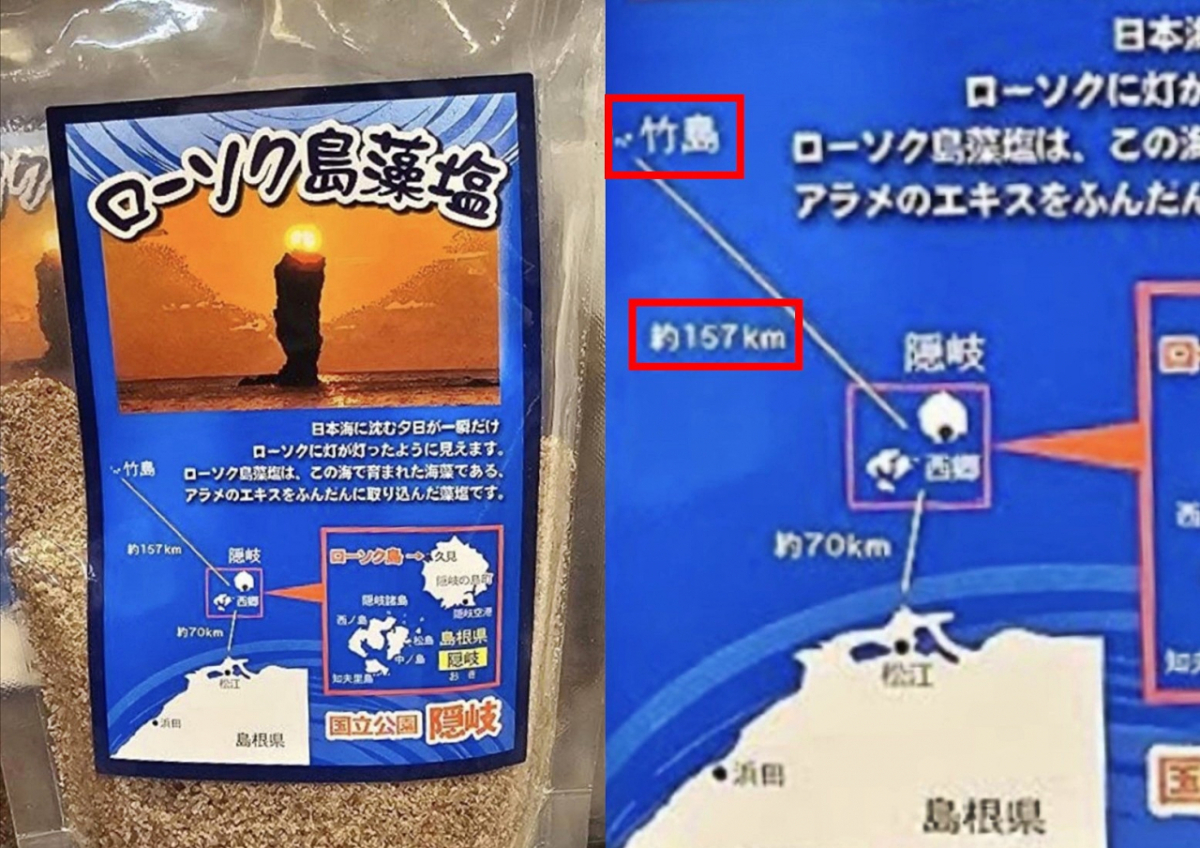 ローソク島藻塩
日本海に沈む夕日が一瞬だけ
ローソクに灯が灯ったように見えます。
ローソク島藻塩は、この海で育まれた海藻である、
アラメのエキスをふんだんに取り込んだ藻塩です。
竹島
約157km
隠岐
西郷
約70km
松江
浜田
島根県
ローソク島
久見
隠岐の島町
隠岐空港
隠岐諸島
西ノ島
松島
中ノ島
知夫里島
島根県
隠岐
おき
国立公園 隠岐
日本海
ローソクに灯が
ローソク島藻塩は、この海
アラメのエキスをふんだん
竹島
約157km
隠岐
西郷
約70km
松江
浜田
島根県
西
知夫
国